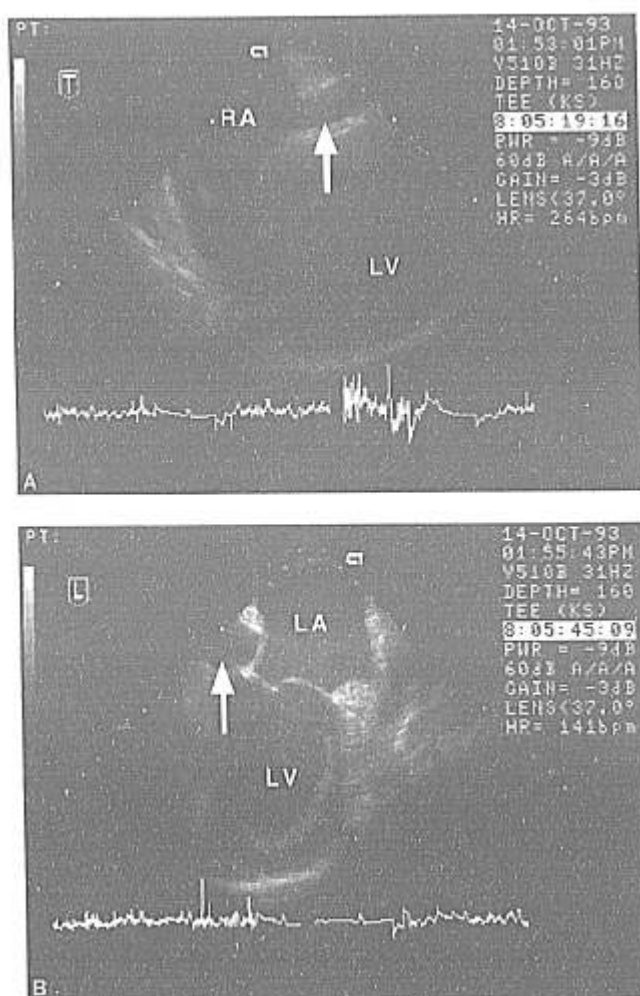 PT:
14-OCT-93
01:53:01PM
V510B 31HZ
DEPTH= 160
TEE (KS)
8:05:19:16
PWR = -9dB
60dB A/A/A
GAIN= -3dB
LENS<37.0º
HR= 264bpm
T
RA
LV
A
PT:
14-OCT-93
01:55:43PM
V510B 31HZ
DEPTH= 160
TEE (KS)
8:05:45:09
PWR = -9dB
60dB A/A/A
GAIN= -3dB
LENS<37.0º
HR= 141bpm
L
LA
LV
B